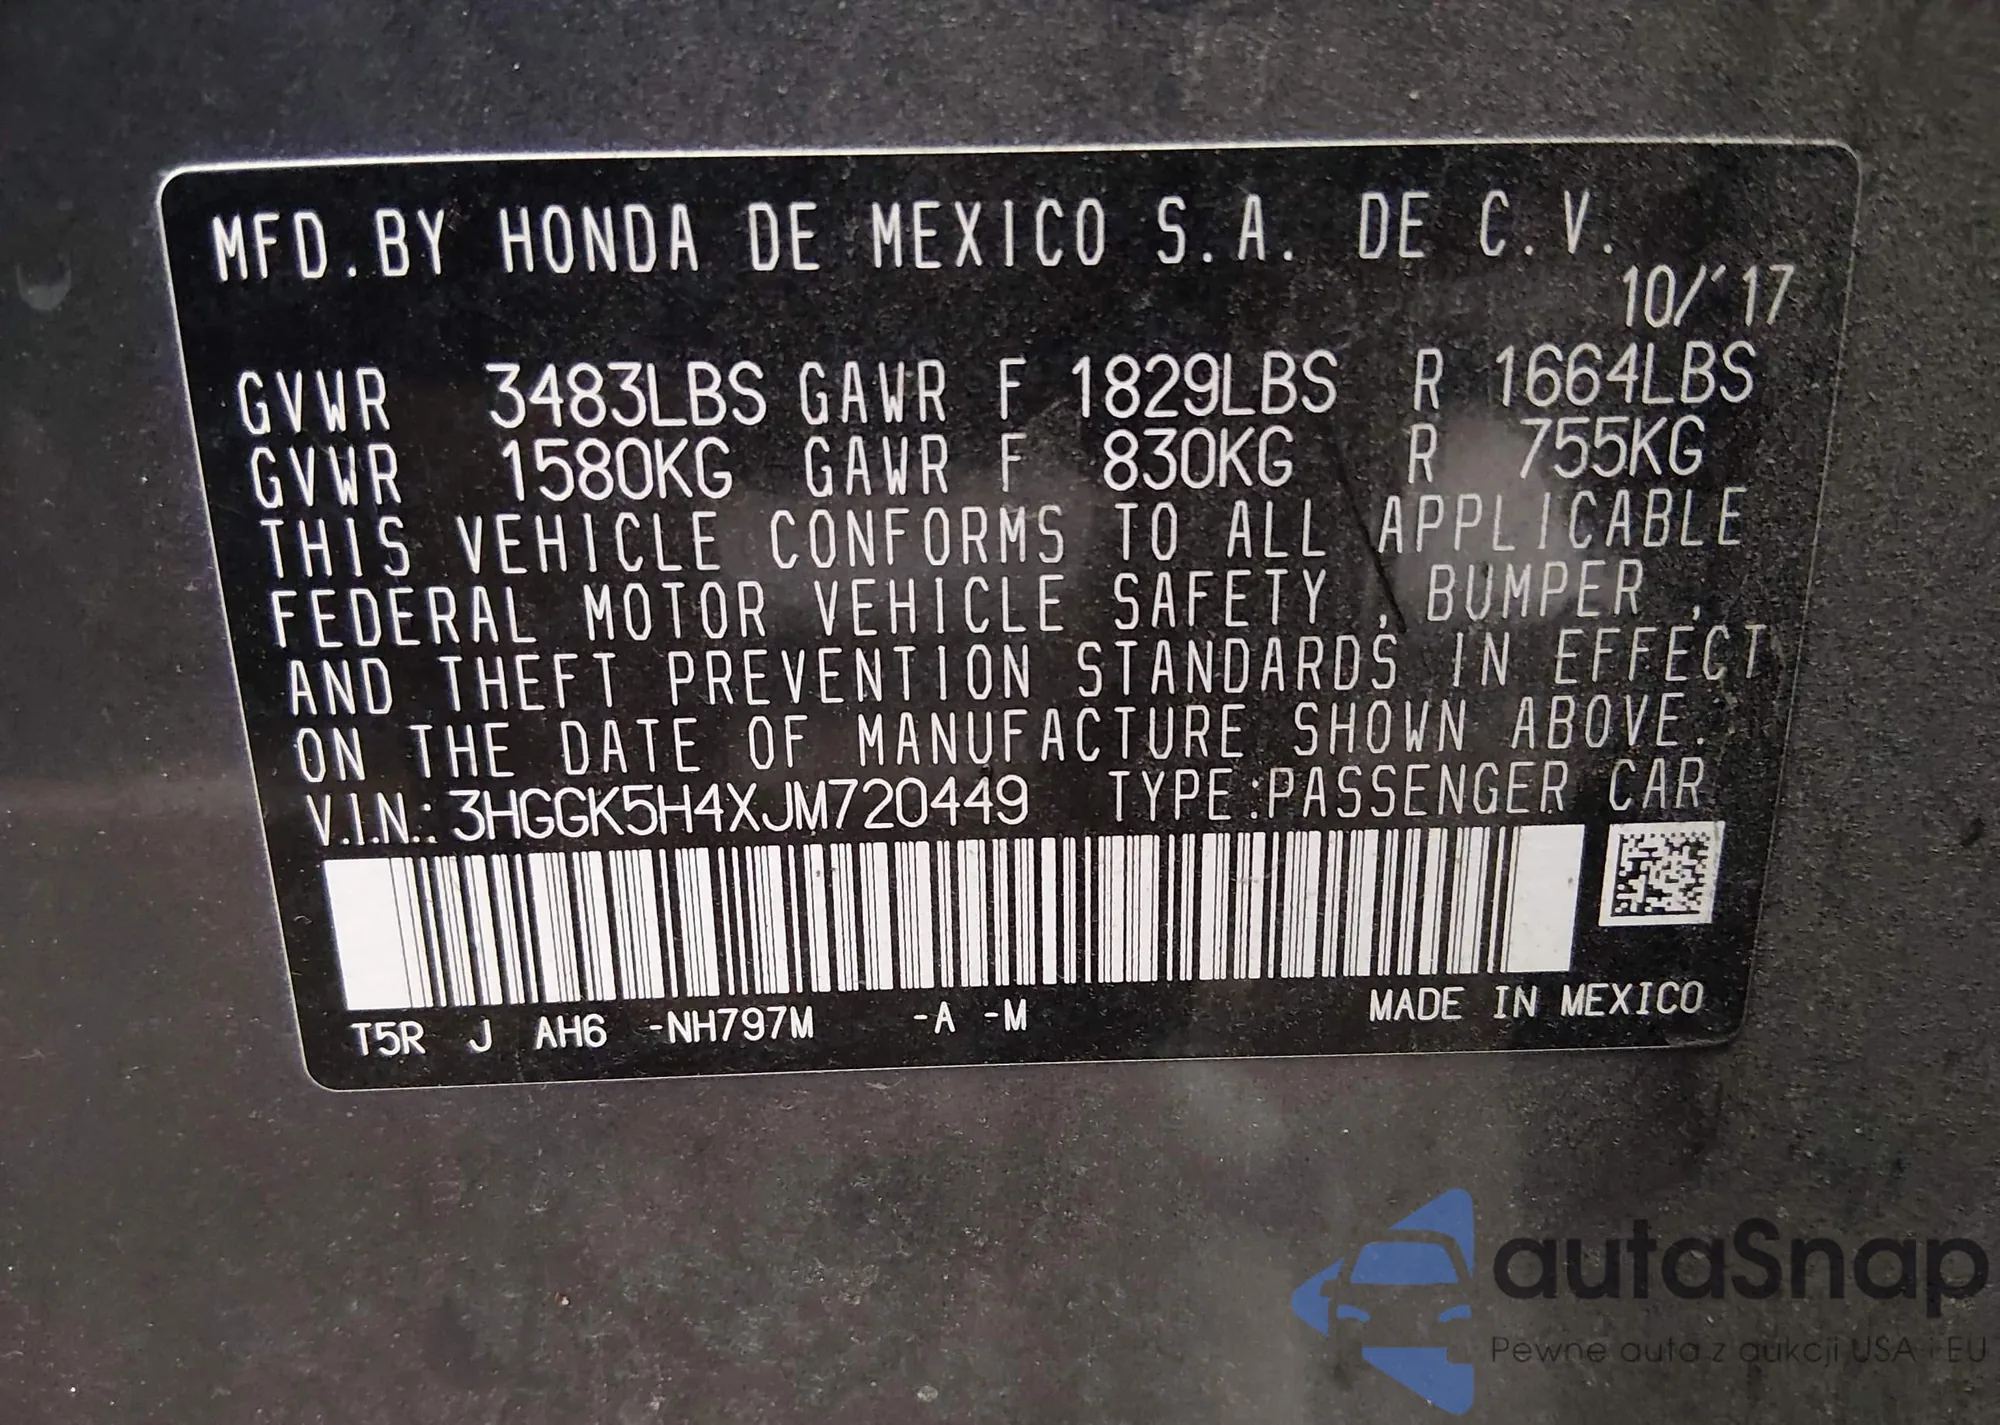 MFD.BY HONDA DE MEXICO S.A. DE C.V.
10/'17
GVWR 3483LBS GAWR F 1829LBS R 1664LBS
GVWR 1580KG GAWR F 830KG R 755KG
THIS VEHICLE CONFORMS TO ALL APPLICABLE
FEDERAL MOTOR VEHICLE SAFETY , BUMPER ,
AND THEFT PREVENTION STANDARDS IN EFFECT
ON THE DATE OF MANUFACTURE SHOWN ABOVE.
V.I.N.: 3HGGK5H4XJM720449 TYPE:PASSENGER CAR
T5R J AH6 -NH797M -A -M MADE IN MEXICO
autaSnap
Pewne auta z aukcji USA i EU